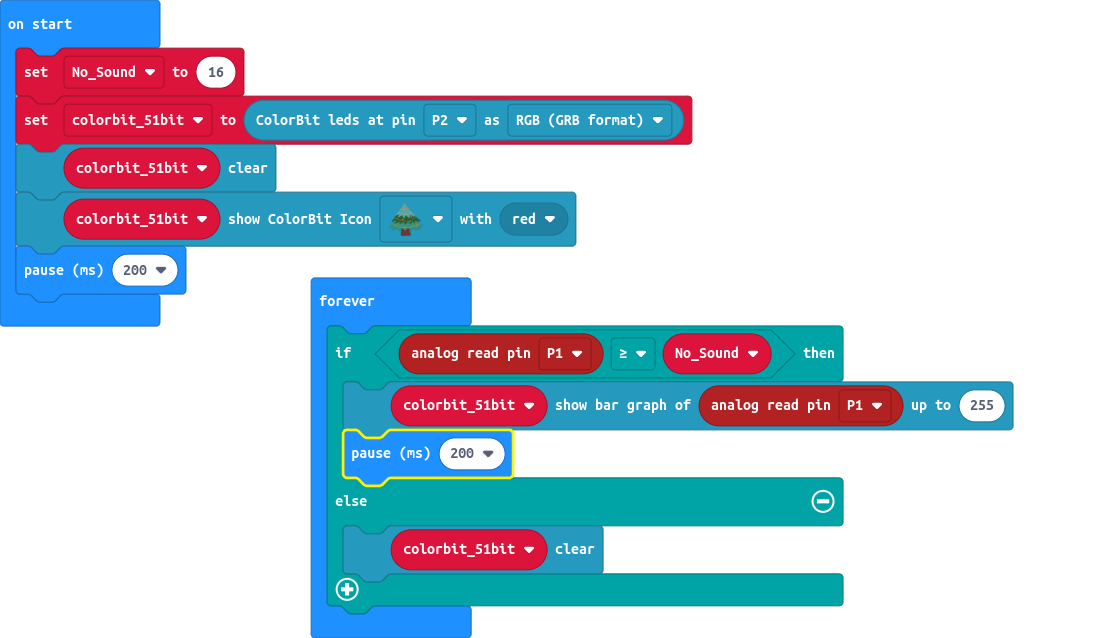 on start
set No_Sound to 16
set colorbit_51bit to ColorBit leds at pin P2 as RGB (GRB format)
colorbit_51bit clear
colorbit_51bit show ColorBit Icon with red
pause (ms) 200
forever
if analog read pin P1 ≥ No_Sound then
colorbit_51bit show bar graph of analog read pin P1 up to 255
pause (ms) 200
else
colorbit_51bit clear